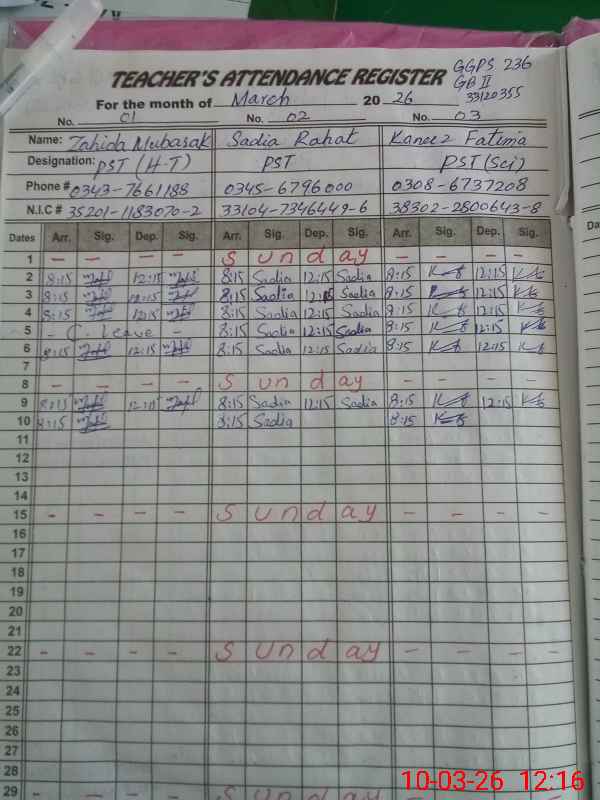 GGPS 236
TEACHER'S ATTENDANCE REGISTER GB II
For the month of March 2026 33120355
No. 01 No. 02 No. 03
Name: Zahida Mubarak Sadia Rahat Kaneez Fatima
Designation: PST (H-T) PST PST (Sci)
Phone # 0343-7661188 0345-6796000 0308-6737208
N.I.C # 35201-1183070-2 33104-7346449-6 38302-2800643-8
Dates Arr. Sig. Dep. Sig. Arr. Sig. Dep. Sig. Arr. Sig. Dep. Sig.
1 - - - - Sunday - - - -
2 8:15 12:15 8:15 Sadia 12:15 Sadia 8:15 12:15
3 8:15 12:15 8:15 Sadia 12:15 Sadia 8:15 12:15
4 8:15 12:15 8:15 Sadia 12:15 Sadia 8:15 12:15
5 - C. Leave - 8:15 Sadia 12:15 Sadia 8:15 12:15
6 8:15 12:15 8:15 Sadia 12:15 Sadia 8:15 12:15
7
8 - - - - Sunday - - - -
9 8:15 12:15 8:15 Sadia 12:15 Sadia 8:15 12:15
10 8:15 8:15 Sadia 8:15
11
12
13
14
15 - - - - Sunday - - - -
16
17
18
19
20
21
22 - - - - Sunday - - - -
23
24
25
26
27
28
29 - - - - Sunday
10-03-26 12:16